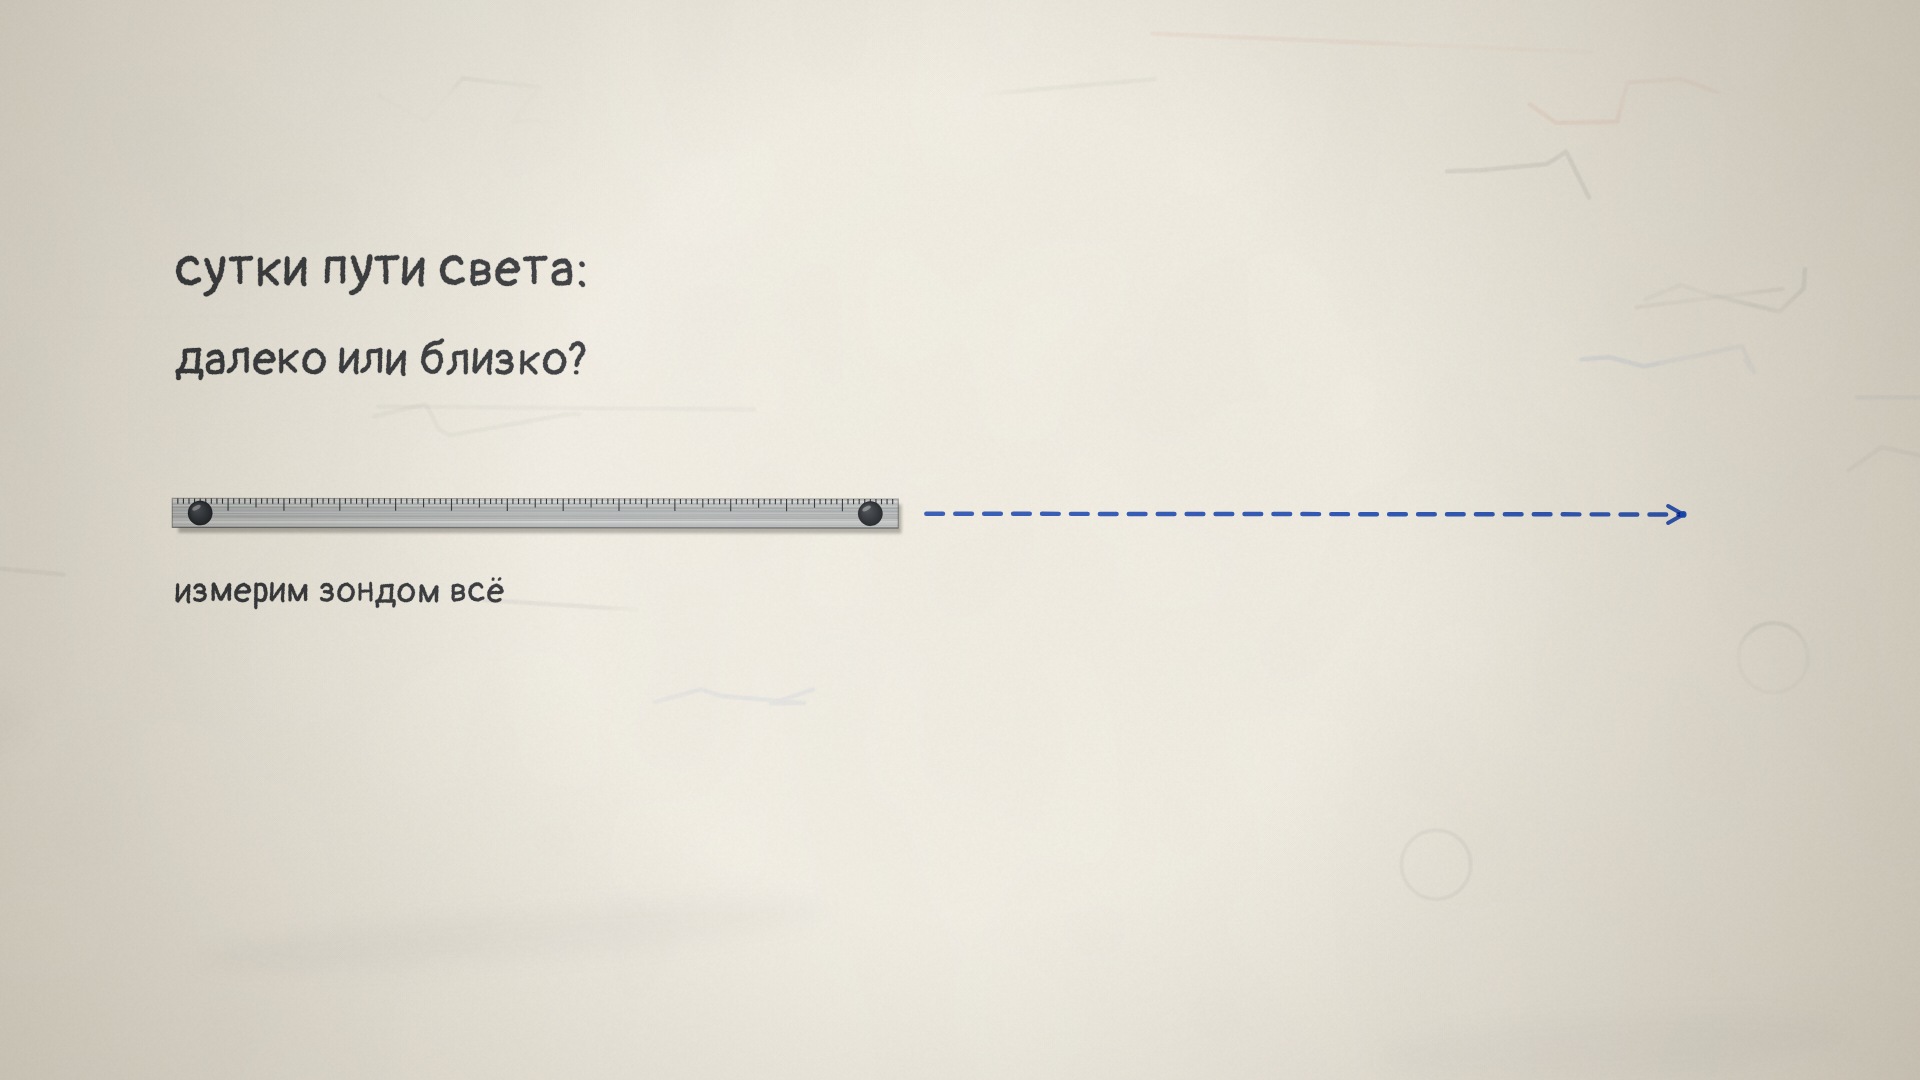 сутки пути света:
далеко или близко?
измерим зондом всё